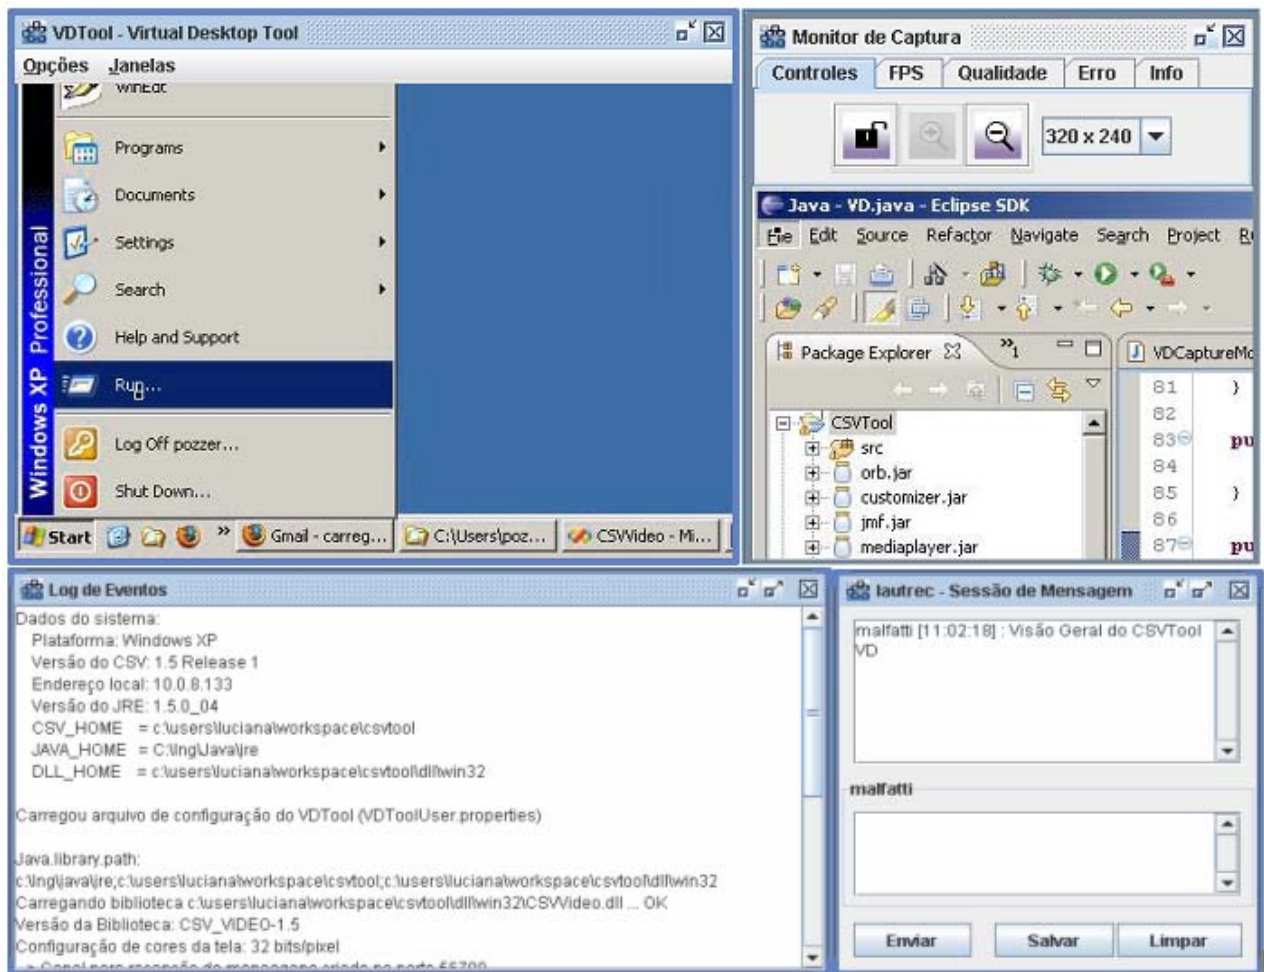 VDTool - Virtual Desktop Tool
Opções Janelas
WinEdt
Programs
Documents
Settings
Search
Help and Support
Run...
Log Off pozzer...
Shut Down...
Windows XP Professional
Start » Gmail - carreg... C:\Users\poz... CSVVideo - Mi...
Monitor de Captura
Controles FPS Qualidade Erro Info
320 x 240
Java - VD.java - Eclipse SDK
File Edit Source Refactor Navigate Search Project
Package Explorer »1 VDCaptureMo
CSVTool
src
orb.jar
customizer.jar
jmf.jar
mediaplayer.jar
81 }
82
83 pu
84
85 }
86
87 pu
Log de Eventos
Dados do sistema:
Plataforma: Windows XP
Versão do CSV: 1.5 Release 1
Endereço local: 10.0.8.133
Versão do JRE: 1.5.0_04
CSV_HOME = c:\users\luciana\workspace\csvtool
JAVA_HOME = C:\lng\Java\jre
DLL_HOME = c:\users\luciana\workspace\csvtool\dll\win32
Carregou arquivo de configuração do VDTool (VDToolUser.properties)
Java.library.path:
c:\lng\java\jre;c:\users\luciana\workspace\csvtool;c:\users\luciana\workspace\csvtool\dll\win32
Carregando biblioteca c:\users\luciana\workspace\csvtool\dll\win32\CSVVideo.dll ... OK
Versão da Biblioteca: CSV_VIDEO-1.5
Configuração de cores da tela: 32 bits/pixel
lautrec - Sessão de Mensagem
malfatti [11:02:18] : Visão Geral do CSVTool
VD
malfatti
Enviar Salvar Limpar